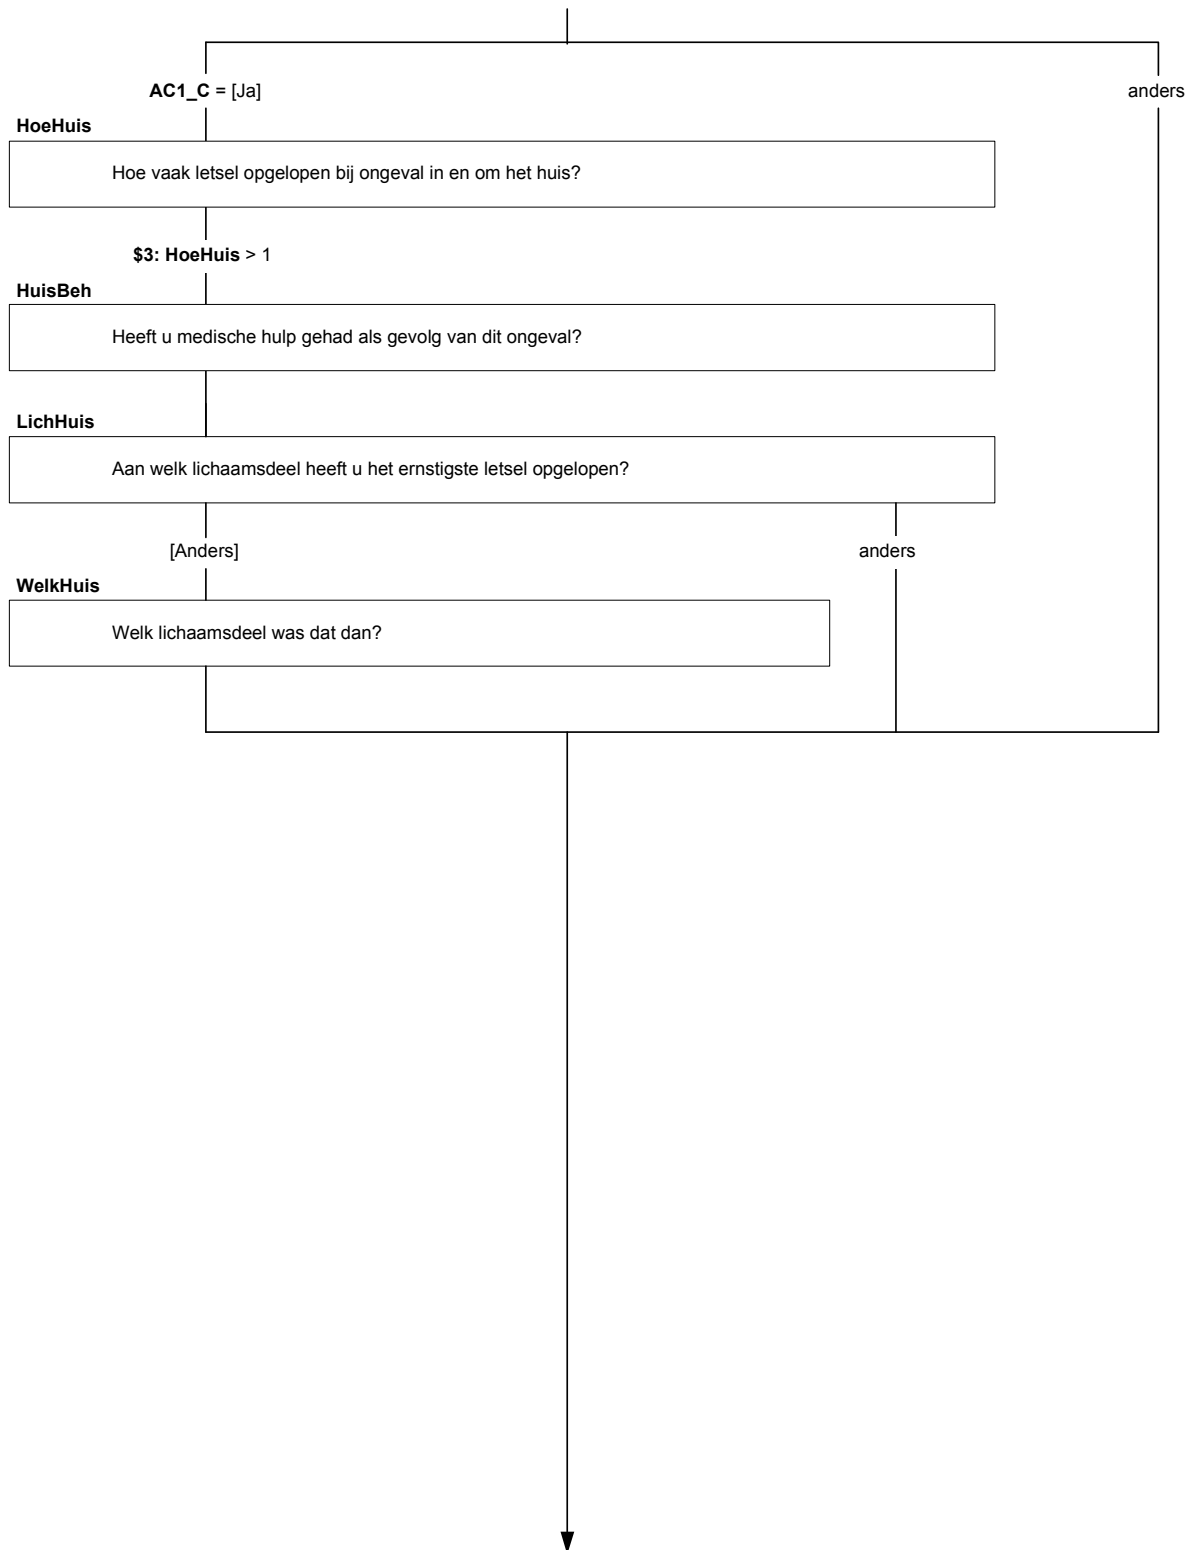 AC1_C = [Ja]
anders
HoeHuis
Hoe vaak letsel opgelopen bij ongeval in en om het huis?
$3: HoeHuis > 1
HuisBeh
Heeft u medische hulp gehad als gevolg van dit ongeval?
LichHuis
Aan welk lichaamsdeel heeft u het ernstigste letsel opgelopen?
[Anders]
anders
WelkHuis
Welk lichaamsdeel was dat dan?